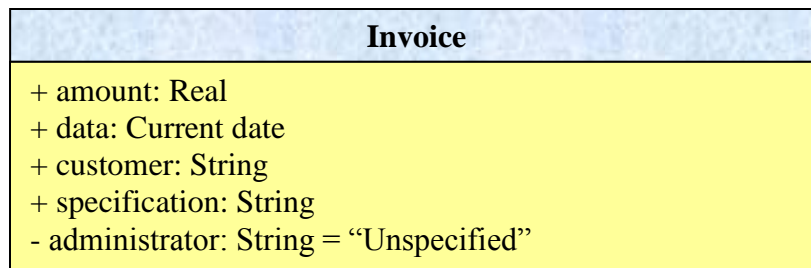 Invoice
+ amount: Real
+ data: Current date
+ customer: String
+ specification: String
- administrator: String = “Unspecified”